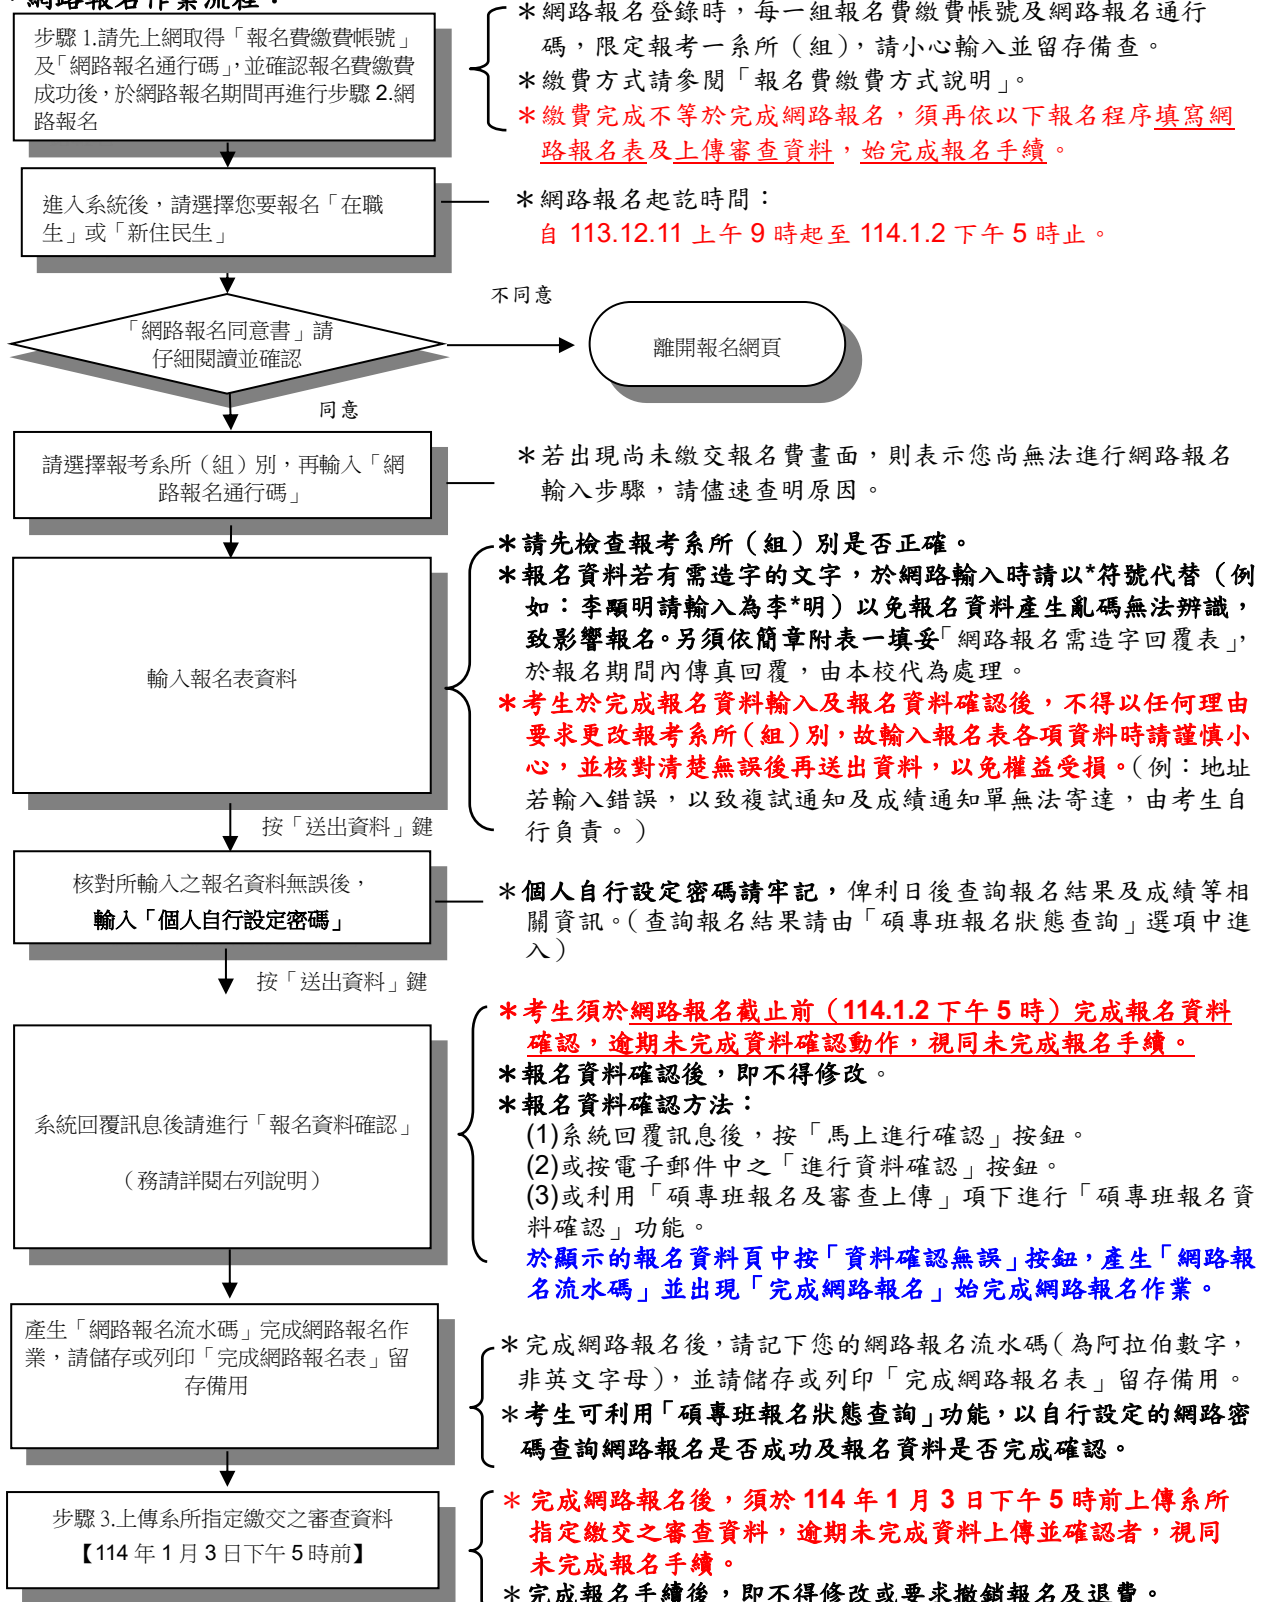 網路報名作業流程：
步驟 1.請先上網取得「報名費繳費帳號」
及「網路報名通行碼」，並確認報名費繳費
成功後，於網路報名期間再進行步驟 2.網
路報名
＊網路報名登錄時，每一組報名費繳費帳號及網路報名通行
碼，限定報考一系所（組），請小心輸入並留存備查。
＊繳費方式請參閱「報名費繳費方式說明」。
＊繳費完成不等於完成網路報名，須再依以下報名程序填寫網
路報名表及上傳審查資料，始完成報名手續。
進入系統後，請選擇您要報名「在職
生」或「新住民生」
＊網路報名起訖時間：
自 113.12.11 上午 9 時起至 114.1.2 下午 5 時止。
「網路報名同意書」請
仔細閱讀並確認
不同意
離開報名網頁
同意
請選擇報考系所（組）別，再輸入「網
路報名通行碼」
＊若出現尚未繳交報名費畫面，則表示您尚無法進行網路報名
輸入步驟，請儘速查明原因。
輸入報名表資料
＊請先檢查報考系所（組）別是否正確。
＊報名資料若有需造字的文字，於網路輸入時請以*符號代替（例
如：李顯明請輸入為李*明）以免報名資料產生亂碼無法辨識，
致影響報名。另須依簡章附表一填妥「網路報名需造字回覆表」，
於報名期間內傳真回覆，由本校代為處理。
＊考生於完成報名資料輸入及報名資料確認後，不得以任何理由
要求更改報考系所（組）別，故輸入報名表各項資料時請謹慎小
心，並核對清楚無誤後再送出資料，以免權益受損。（例：地址
若輸入錯誤，以致複試通知及成績通知單無法寄達，由考生自
行負責。）
按「送出資料」鍵
核對所輸入之報名資料無誤後，
輸入「個人自行設定密碼」
＊個人自行設定密碼請牢記，俾利日後查詢報名結果及成績等相
關資訊。（查詢報名結果請由「碩專班報名狀態查詢」選項中進
入）
按「送出資料」鍵
系統回覆訊息後請進行「報名資料確認」
（務請詳閱右列說明）
＊考生須於網路報名截止前（114.1.2 下午 5 時）完成報名資料
確認，逾期未完成資料確認動作，視同未完成報名手續。
＊報名資料確認後，即不得修改。
＊報名資料確認方法：
(1)系統回覆訊息後，按「馬上進行確認」按鈕。
(2)或按電子郵件中之「進行資料確認」按鈕。
(3)或利用「碩專班報名及審查上傳」項下進行「碩專班報名資
料確認」功能。
於顯示的報名資料頁中按「資料確認無誤」按鈕，產生「網路報
名流水碼」並出現「完成網路報名」始完成網路報名作業。
產生「網路報名流水碼」完成網路報名作
業，請儲存或列印「完成網路報名表」留
存備用
＊完成網路報名後，請記下您的網路報名流水碼（為阿拉伯數字，
非英文字母），並請儲存或列印「完成網路報名表」留存備用。
＊考生可利用「碩專班報名狀態查詢」功能，以自行設定的網路密
碼查詢網路報名是否成功及報名資料是否完成確認。
步驟 3.上傳系所指定繳交之審查資料
【114 年 1 月 3 日下午 5 時前】
＊ 完成網路報名後，須於 114 年 1 月 3 日下午 5 時前上傳系所
指定繳交之審查資料，逾期未完成資料上傳並確認者，視同
未完成報名手續。
＊完成報名手續後，即不得修改或要求撤銷報名及退費。